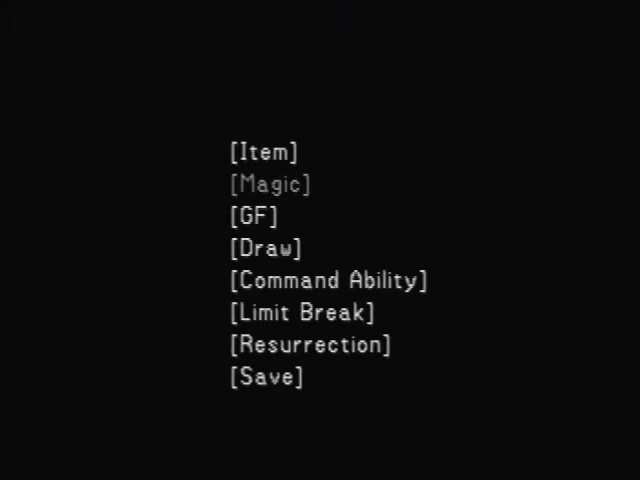 [Item]
[Magic]
[GF]
[Draw]
[Command Ability]
[Limit Break]
[Resurrection]
[Save]